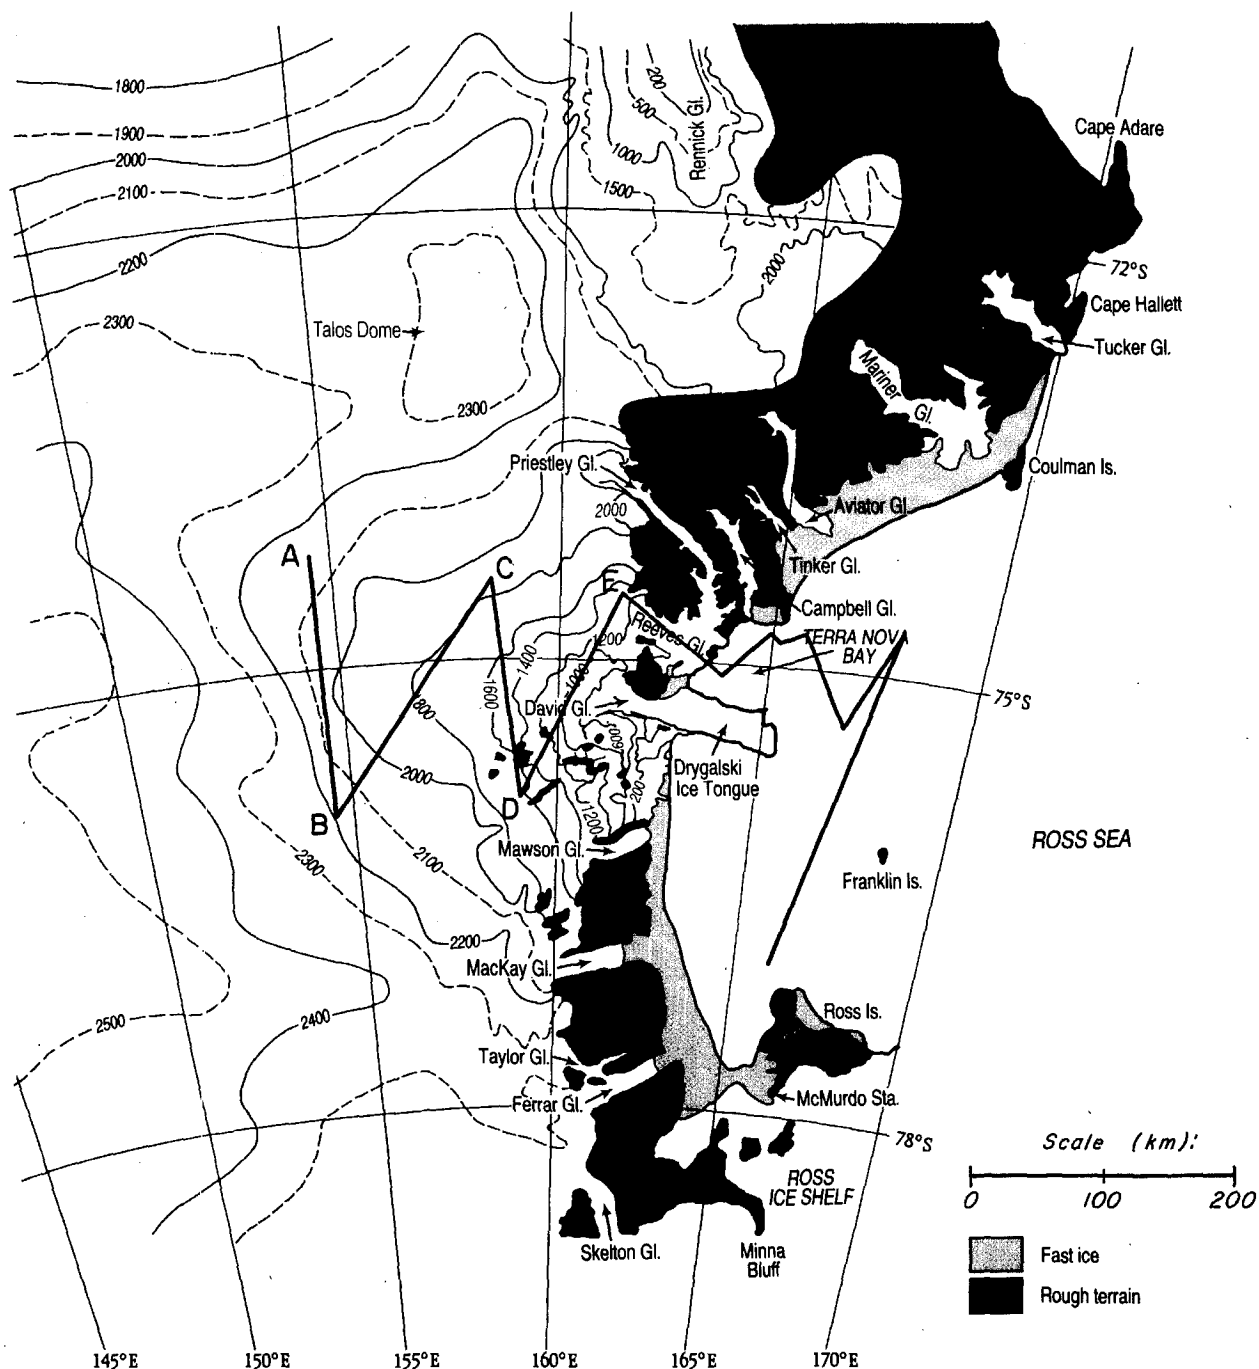 1800
1900
2000
2100
2200
2300
200
500
1000
1500
Rennick Gl.
2000
Cape Adare
72°S
Cape Hallett
Tucker Gl.
Talos Dome
2300
Mariner Gl.
Coulman Is.
Priestley Gl.
2000
Aviator Gl.
Tinker Gl.
Campbell Gl.
A
C
E
Reeves Gl.
TERRA NOVA
BAY
1200
1400
1000
1600
75°S
David Gl.
1800
600
Drygalski
Ice Tongue
2000
200
B
D
1200
Mawson Gl.
ROSS SEA
2100
2300
Franklin Is.
2200
MacKay Gl.
2500
2400
Ross Is.
Taylor Gl.
Ferrar Gl.
McMurdo Sta.
78°S
Scale (km):
0 100 200
ROSS
ICE SHELF
Skelton Gl.
Minna
Bluff
Fast ice
Rough terrain
145°E 150°E 155°E 160°E 165°E 170°E